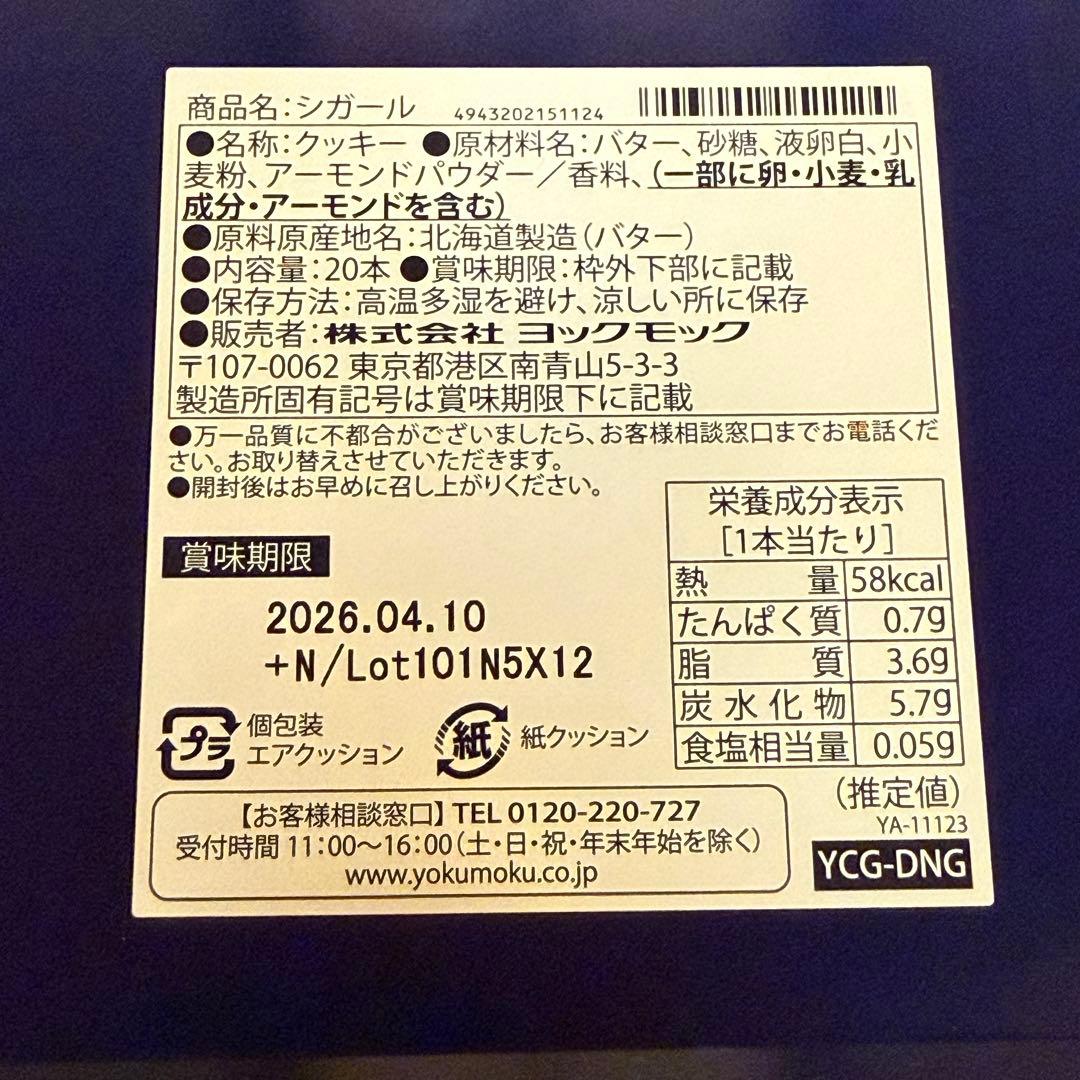 商品名：シガール 4943202151124
●名称：クッキー ●原材料名：バター、砂糖、液卵白、小
麦粉、アーモンドパウダー／香料、（一部に卵・小麦・乳
成分・アーモンドを含む）
●原料原産地名：北海道製造（バター）
●内容量：20本 ●賞味期限：枠外下部に記載
●保存方法：高温多湿を避け、涼しい所に保存
●販売者：株式会社 ヨックモック
〒107-0062 東京都港区南青山5-3-3
製造所固有記号は賞味期限下に記載
●万一品質に不都合がございましたら、お客様相談窓口までお電話くだ
さい。お取り替えさせていただきます。
●開封後はお早めに召し上がりください。
賞味期限
2026.04.10
+N/Lot101N5X12
栄養成分表示
［1本当たり］
熱量 58kcal
たんぱく質 0.7g
脂質 3.6g
炭水化物 5.7g
食塩相当量 0.05g
（推定値）
YA-11123
YCG-DNG
プラ 個包装
エアクッション
紙 紙クッション
【お客様相談窓口】TEL 0120-220-727
受付時間 11：00〜16：00（土・日・祝・年末年始を除く）
www.yokumoku.co.jp